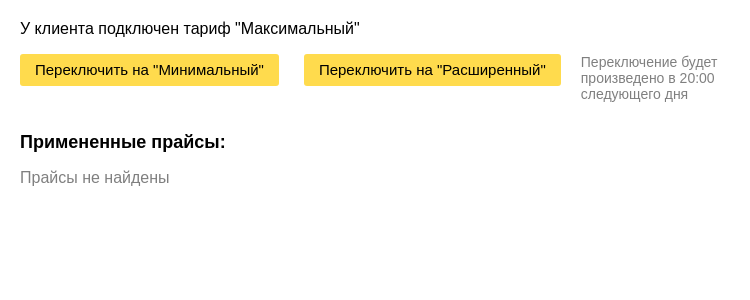 У клиента подключен тариф "Максимальный"
Переключить на "Минимальный"
Переключить на "Расширенный"
Переключение будет
произведено в 20:00
следующего дня
Примененные прайсы:
Прайсы не найдены